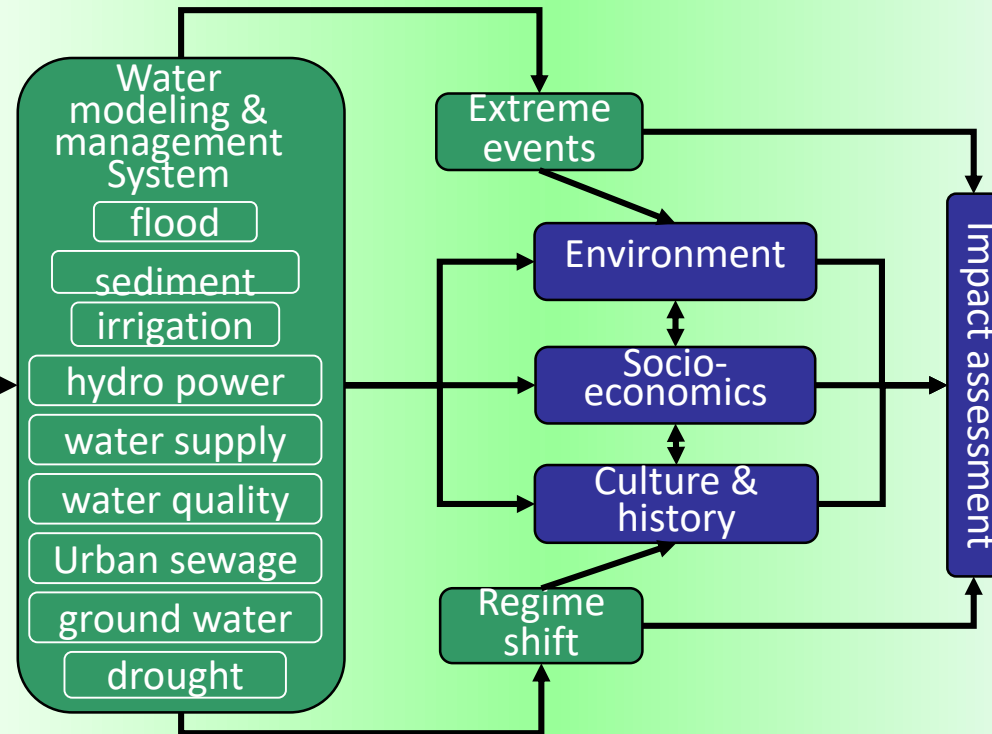 Water
modeling &
management
System
flood
sediment
irrigation
hydro power
water supply
water quality
Urban sewage
ground water
drought
Extreme
events
Environment
Socio-
economics
Culture &
history
Regime
shift
Impact assessment